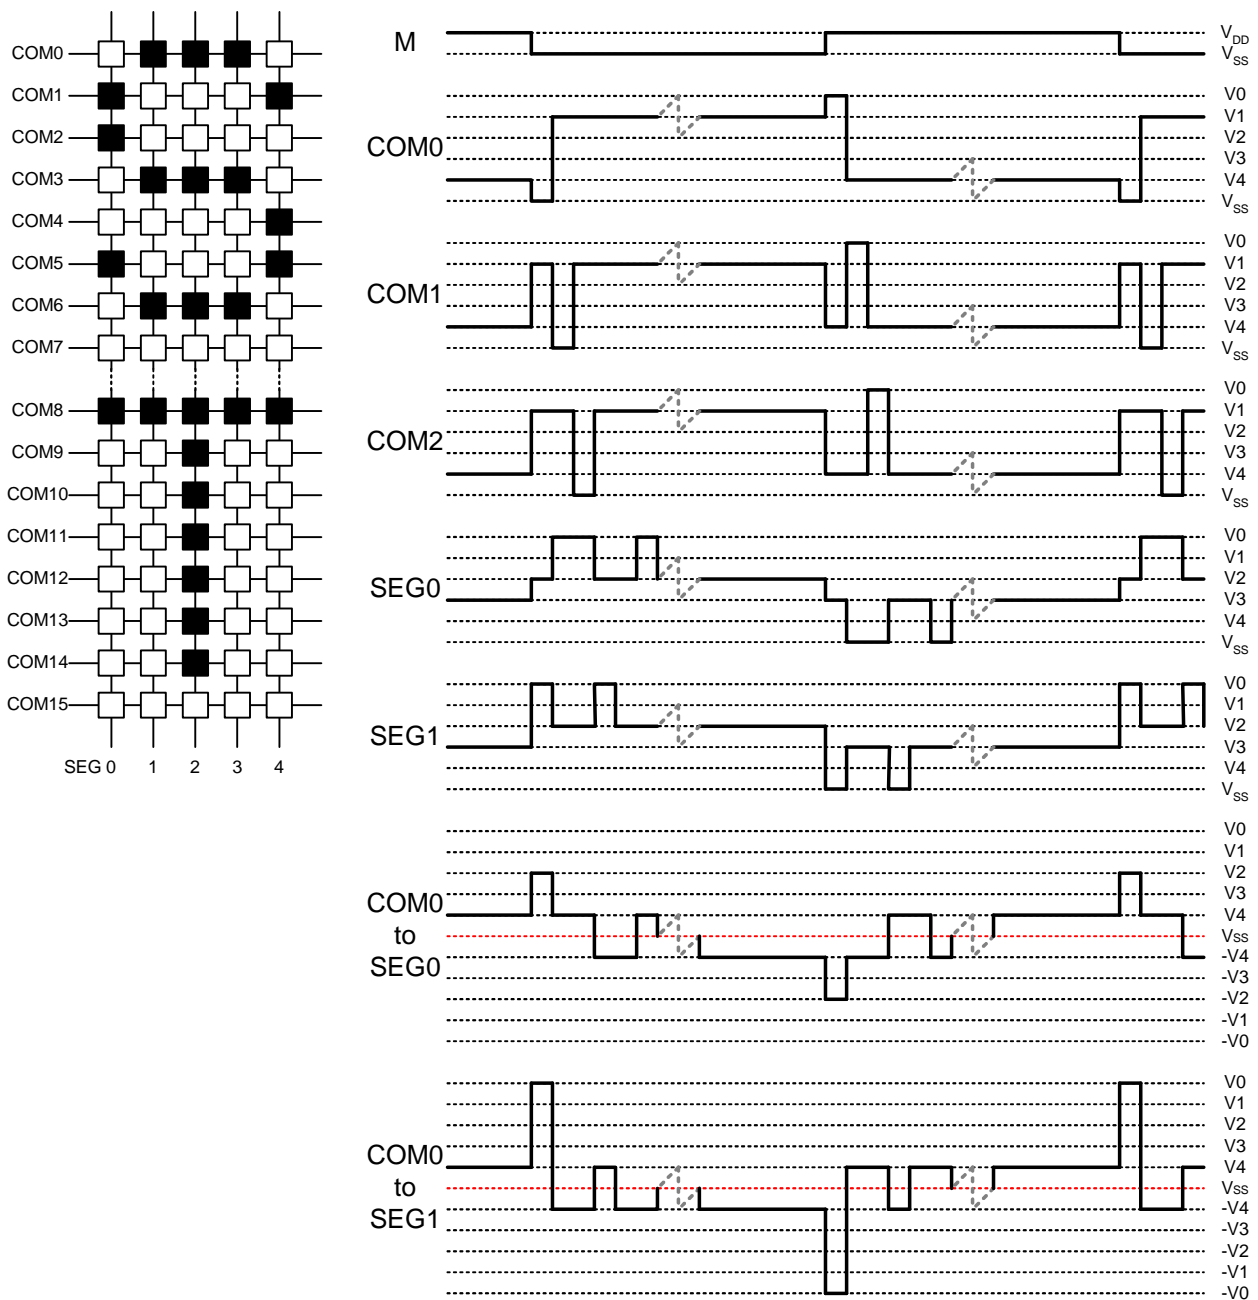 COM0
COM1
COM2
COM3
COM4
COM5
COM6
COM7
COM8
COM9
COM10
COM11
COM12
COM13
COM14
COM15
SEG 0 1 2 3 4
M
VDD
VSS
COM0
V0
V1
V2
V3
V4
VSS
COM1
V0
V1
V2
V3
V4
VSS
COM2
V0
V1
V2
V3
V4
VSS
SEG0
V0
V1
V2
V3
V4
VSS
SEG1
V0
V1
V2
V3
V4
VSS
COM0
to
SEG0
V0
V1
V2
V3
V4
VSS
-V4
-V3
-V2
-V1
-V0
COM0
to
SEG1
V0
V1
V2
V3
V4
VSS
-V4
-V3
-V2
-V1
-V0